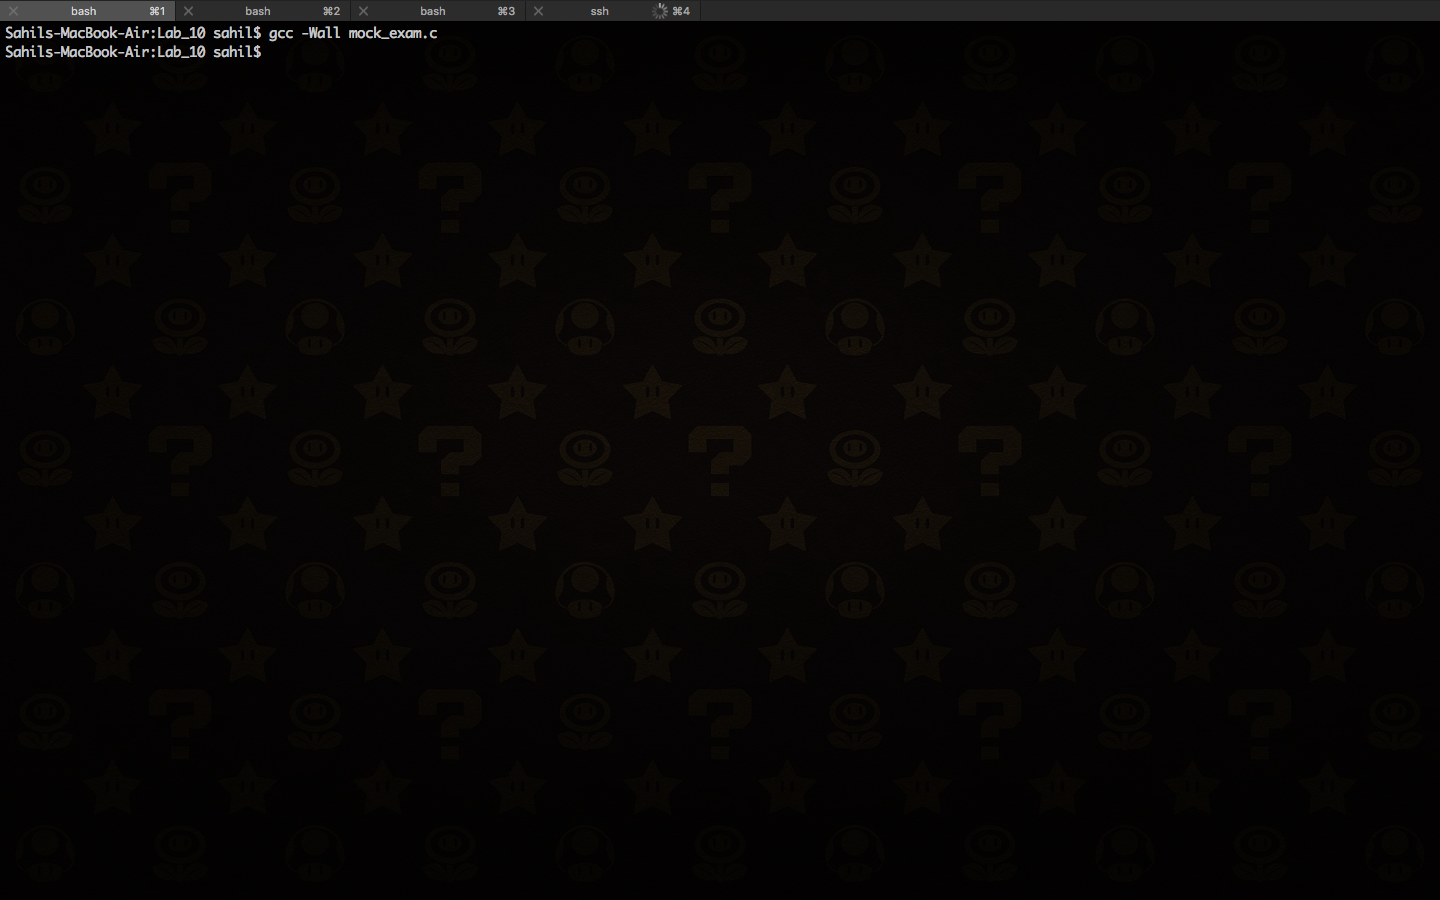 bash ⌘1 bash ⌘2 bash ⌘3 ssh ⌘4
Sahils-MacBook-Air:Lab_10 sahil$ gcc -Wall mock_exam.c
Sahils-MacBook-Air:Lab_10 sahil$